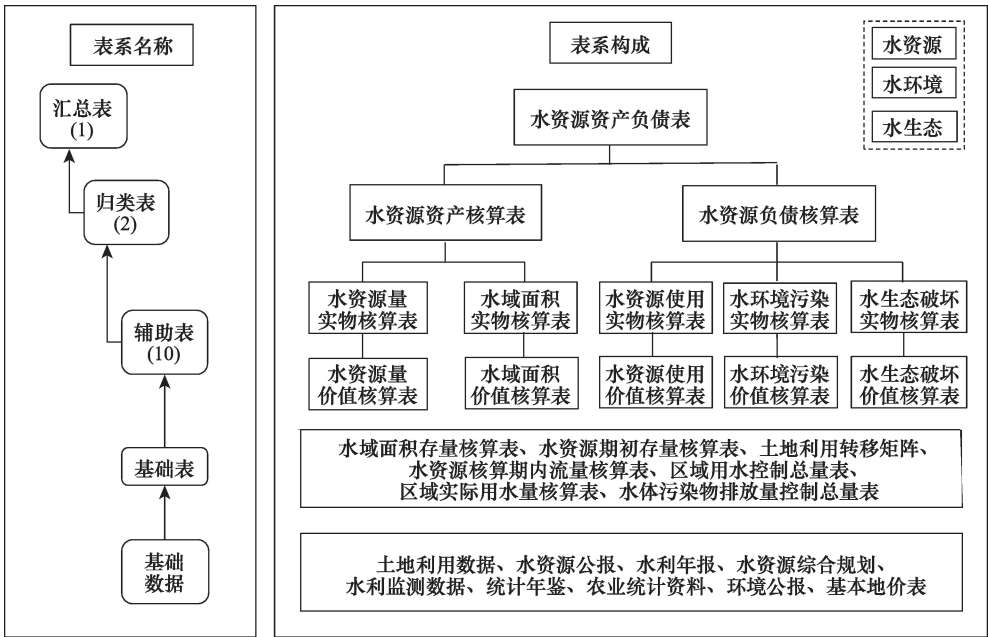 表系名称
汇总表
(1)
归类表
(2)
辅助表
(10)
基础表
基础
数据
表系构成
水资源
水环境
水生态
水资源资产负债表
水资源资产核算表
水资源负债核算表
水资源量
实物核算表
水域面积
实物核算表
水资源使用
实物核算表
水环境污染
实物核算表
水生态破坏
实物核算表
水资源量
价值核算表
水域面积
价值核算表
水资源使用
价值核算表
水环境污染
价值核算表
水生态破坏
价值核算表
水域面积存量核算表、水资源期初存量核算表、土地利用转移矩阵、
水资源核算期内流量核算表、区域用水控制总量表、
区域实际用水量核算表、水体污染物排放量控制总量表
土地利用数据、水资源公报、水利年报、水资源综合规划、
水利监测数据、统计年鉴、农业统计资料、环境公报、基本地价表